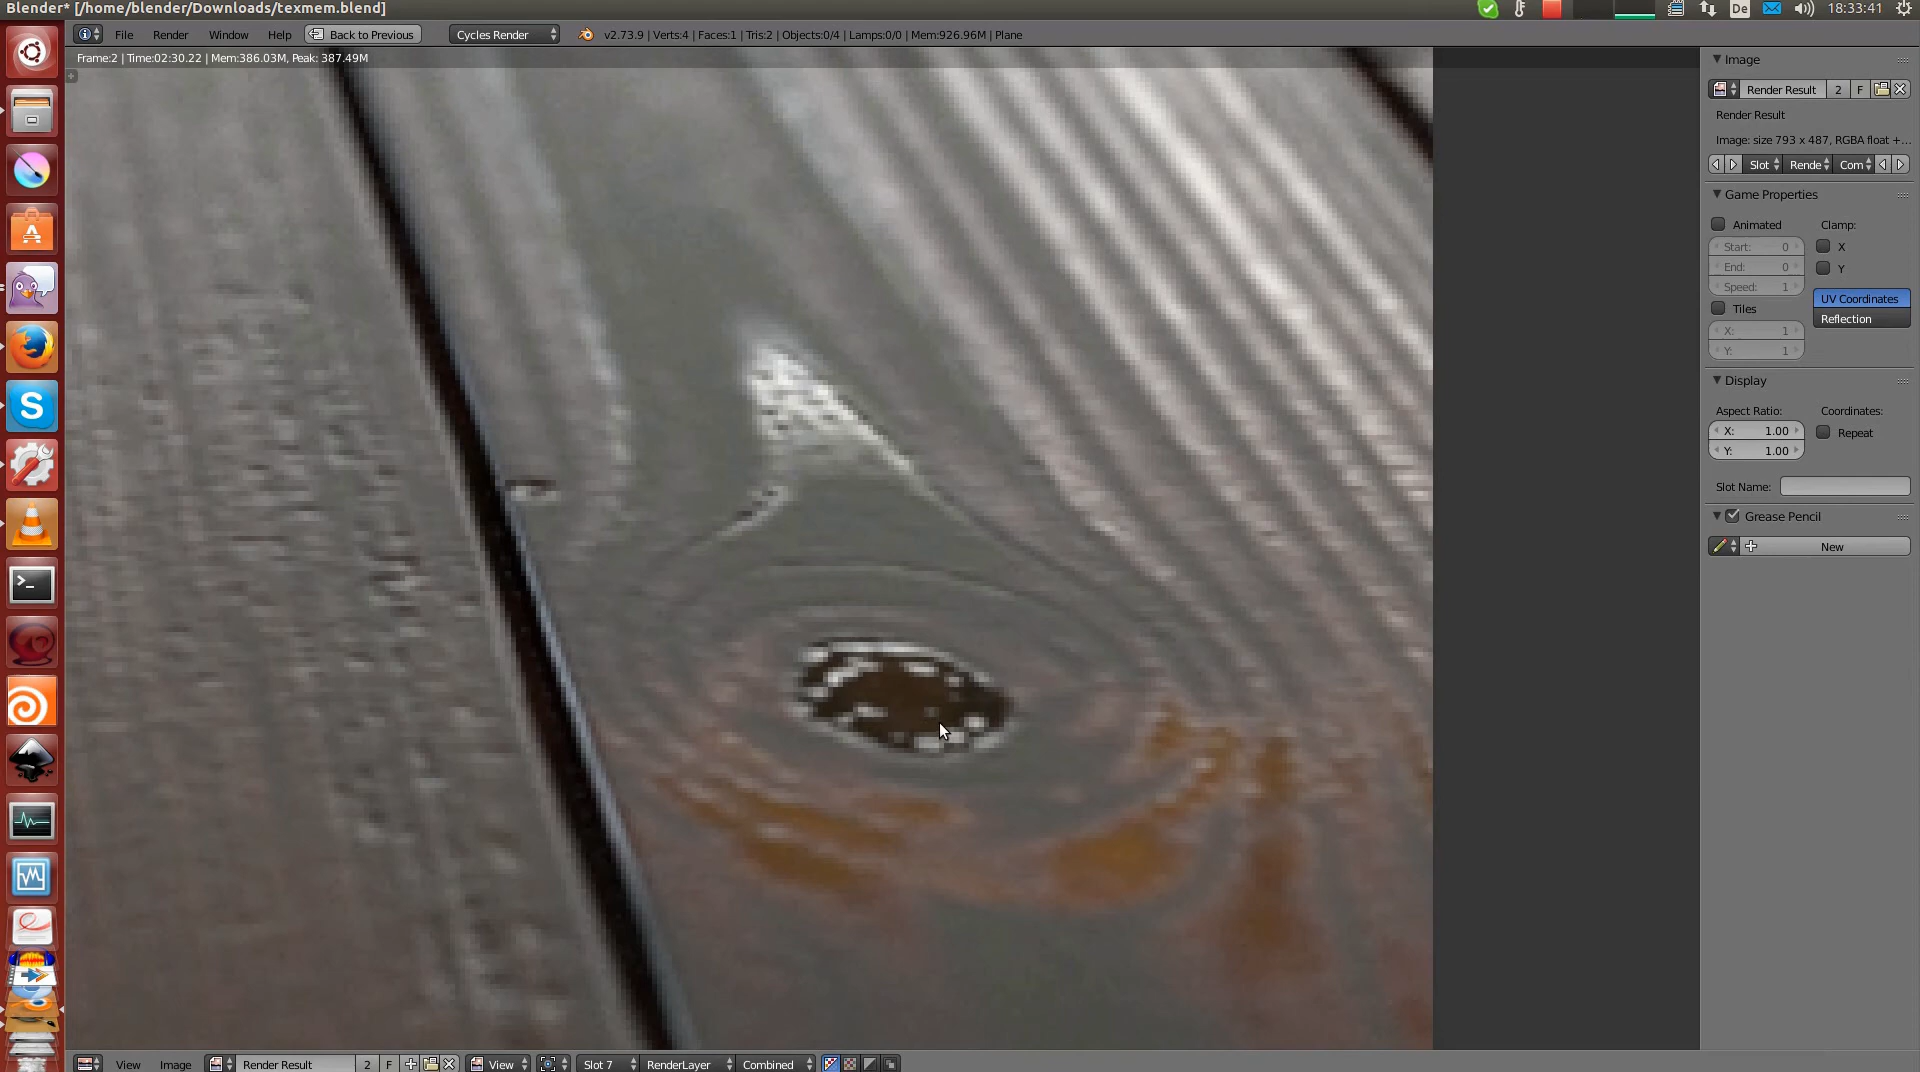 Blender* [/home/blender/Downloads/texmem.blend]
De
18:33:41
File Render Window Help Back to Previous Cycles Render v2.73.9 | Verts:4 | Faces:1 | Tris:2 | Objects:0/4 | Lamps:0/0 | Mem:926.96M | Plane
Frame:2 | Time:02:30.22 | Mem:386.03M, Peak: 387.49M
Image
Render Result 2 F
Render Result
Image: size 793 x 487, RGBA float +...
Slot Rende Com
Game Properties
Animated Clamp:
Start: 0 X
End: 0 Y
Speed: 1
UV Coordinates
Tiles
Reflection
X: 1
Y: 1
Display
Aspect Ratio: Coordinates:
X: 1.00 Repeat
Y: 1.00
Slot Name:
Grease Pencil
New
View Image Render Result 2 F View Slot 7 RenderLayer Combined